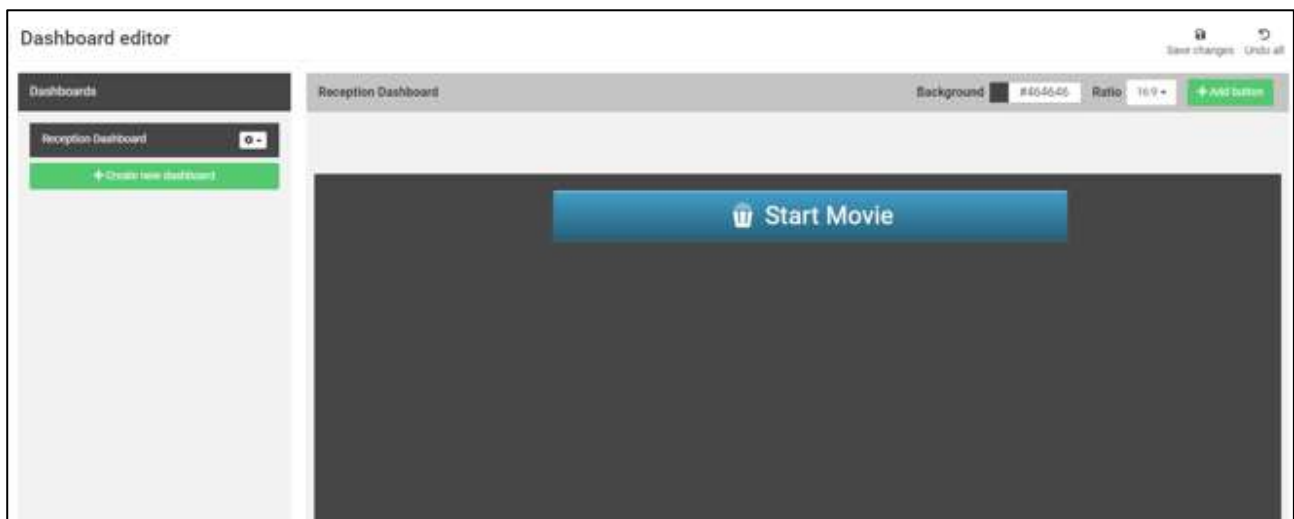 Dashboard editor
Save changes Undo all
Dashboards
Reception Dashboard Background #464646 Ratio 16:9 + Add button
Reception Dashboard
+ Create new dashboard
Start Movie